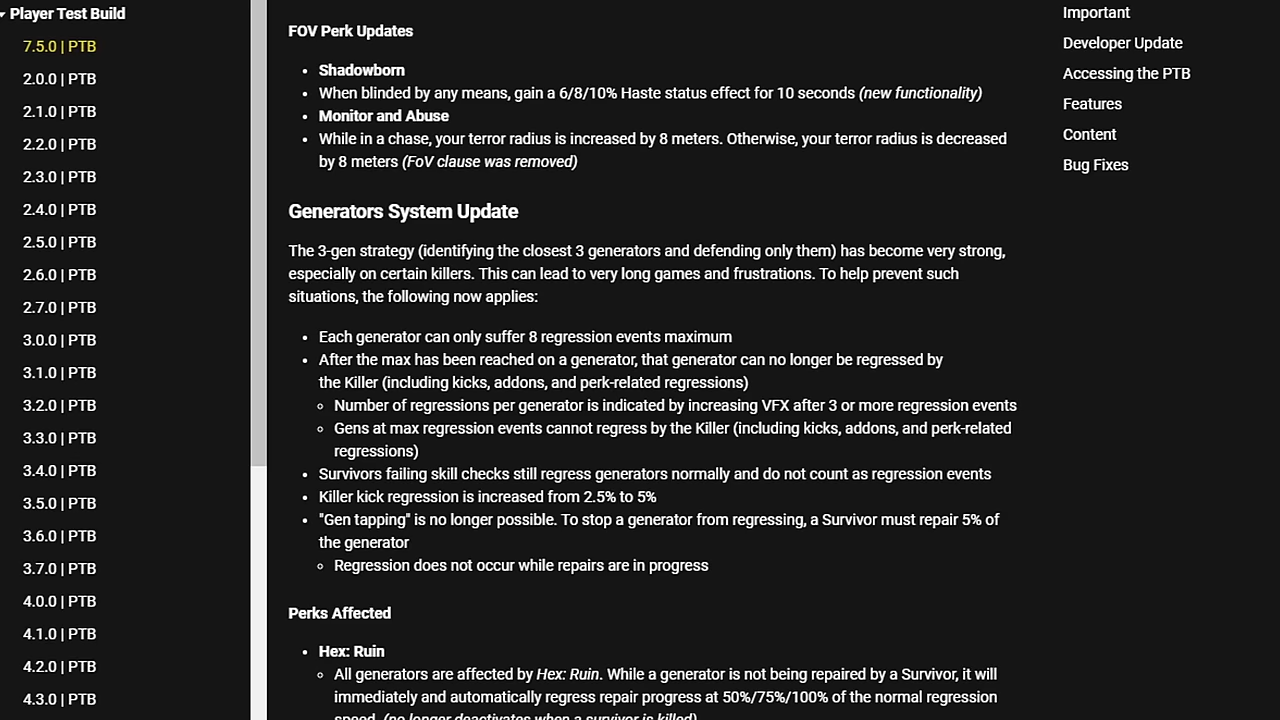 Player Test Build
7.5.0 | PTB
2.0.0 | PTB
2.1.0 | PTB
2.2.0 | PTB
2.3.0 | PTB
2.4.0 | PTB
2.5.0 | PTB
2.6.0 | PTB
2.7.0 | PTB
3.0.0 | PTB
3.1.0 | PTB
3.2.0 | PTB
3.3.0 | PTB
3.4.0 | PTB
3.5.0 | PTB
3.6.0 | PTB
3.7.0 | PTB
4.0.0 | PTB
4.1.0 | PTB
4.2.0 | PTB
4.3.0 | PTB
FOV Perk Updates
Shadowborn
When blinded by any means, gain a 6/8/10% Haste status effect for 10 seconds (new functionality)
Monitor and Abuse
While in a chase, your terror radius is increased by 8 meters. Otherwise, your terror radius is decreased
by 8 meters (FoV clause was removed)
Generators System Update
The 3-gen strategy (identifying the closest 3 generators and defending only them) has become very strong,
especially on certain killers. This can lead to very long games and frustrations. To help prevent such
situations, the following now applies:
Each generator can only suffer 8 regression events maximum
After the max has been reached on a generator, that generator can no longer be regressed by
the Killer (including kicks, addons, and perk-related regressions)
Number of regressions per generator is indicated by increasing VFX after 3 or more regression events
Gens at max regression events cannot regress by the Killer (including kicks, addons, and perk-related
regressions)
Survivors failing skill checks still regress generators normally and do not count as regression events
Killer kick regression is increased from 2.5% to 5%
"Gen tapping" is no longer possible. To stop a generator from regressing, a Survivor must repair 5% of
the generator
Regression does not occur while repairs are in progress
Perks Affected
Hex: Ruin
All generators are affected by Hex: Ruin. While a generator is not being repaired by a Survivor, it will
immediately and automatically regress repair progress at 50%/75%/100% of the normal regression
speed. (no longer deactivates when a survivor is killed)
Important
Developer Update
Accessing the PTB
Features
Content
Bug Fixes